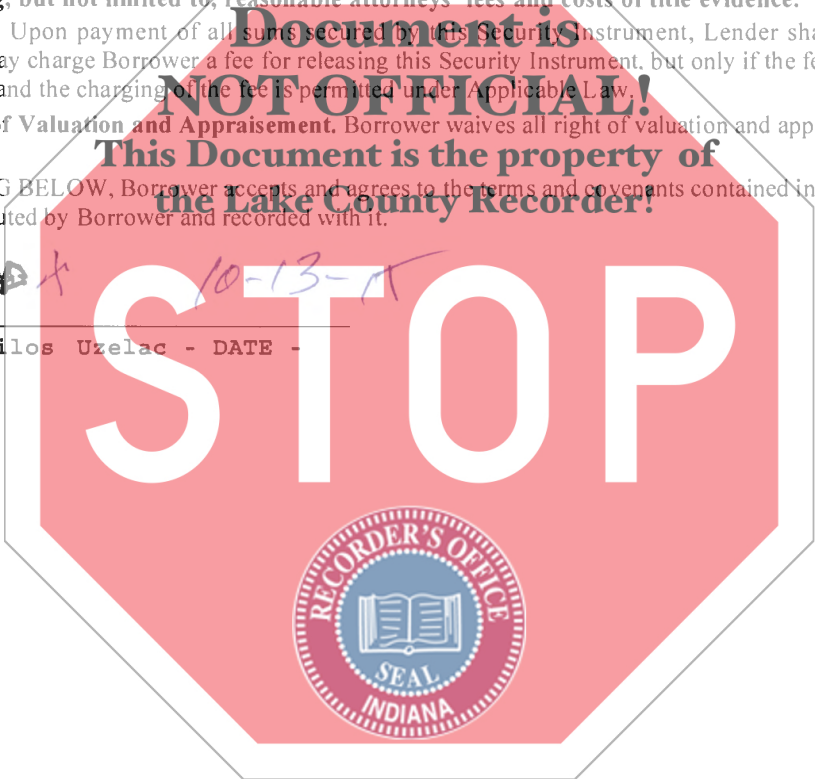 , but not limited to, reasonable attorneys' fees and costs of title evidence.
Document is
Upon payment of all sums secured by this Security Instrument, Lender sha
ay charge Borrower a fee for releasing this Security Instrument, but only if the fe
NOT OFFICIAL!
and the charging of the fee is permitted under Applicable Law.
of Valuation and Appraisement. Borrower waives all right of valuation and app
This Document is the property of
G BELOW, Borrower accepts and agrees to the terms and covenants contained in
the Lake County Recorder!
uted by Borrower and recorded with it.
10-13-15
ilos Uzelac - DATE -
STOP
RECORDER'S OFFICE
SEAL
INDIANA